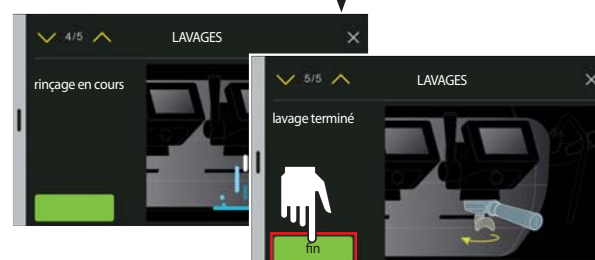 4/5
LAVAGES
rinçage en cours
5/5
LAVAGES
lavage terminé
fin